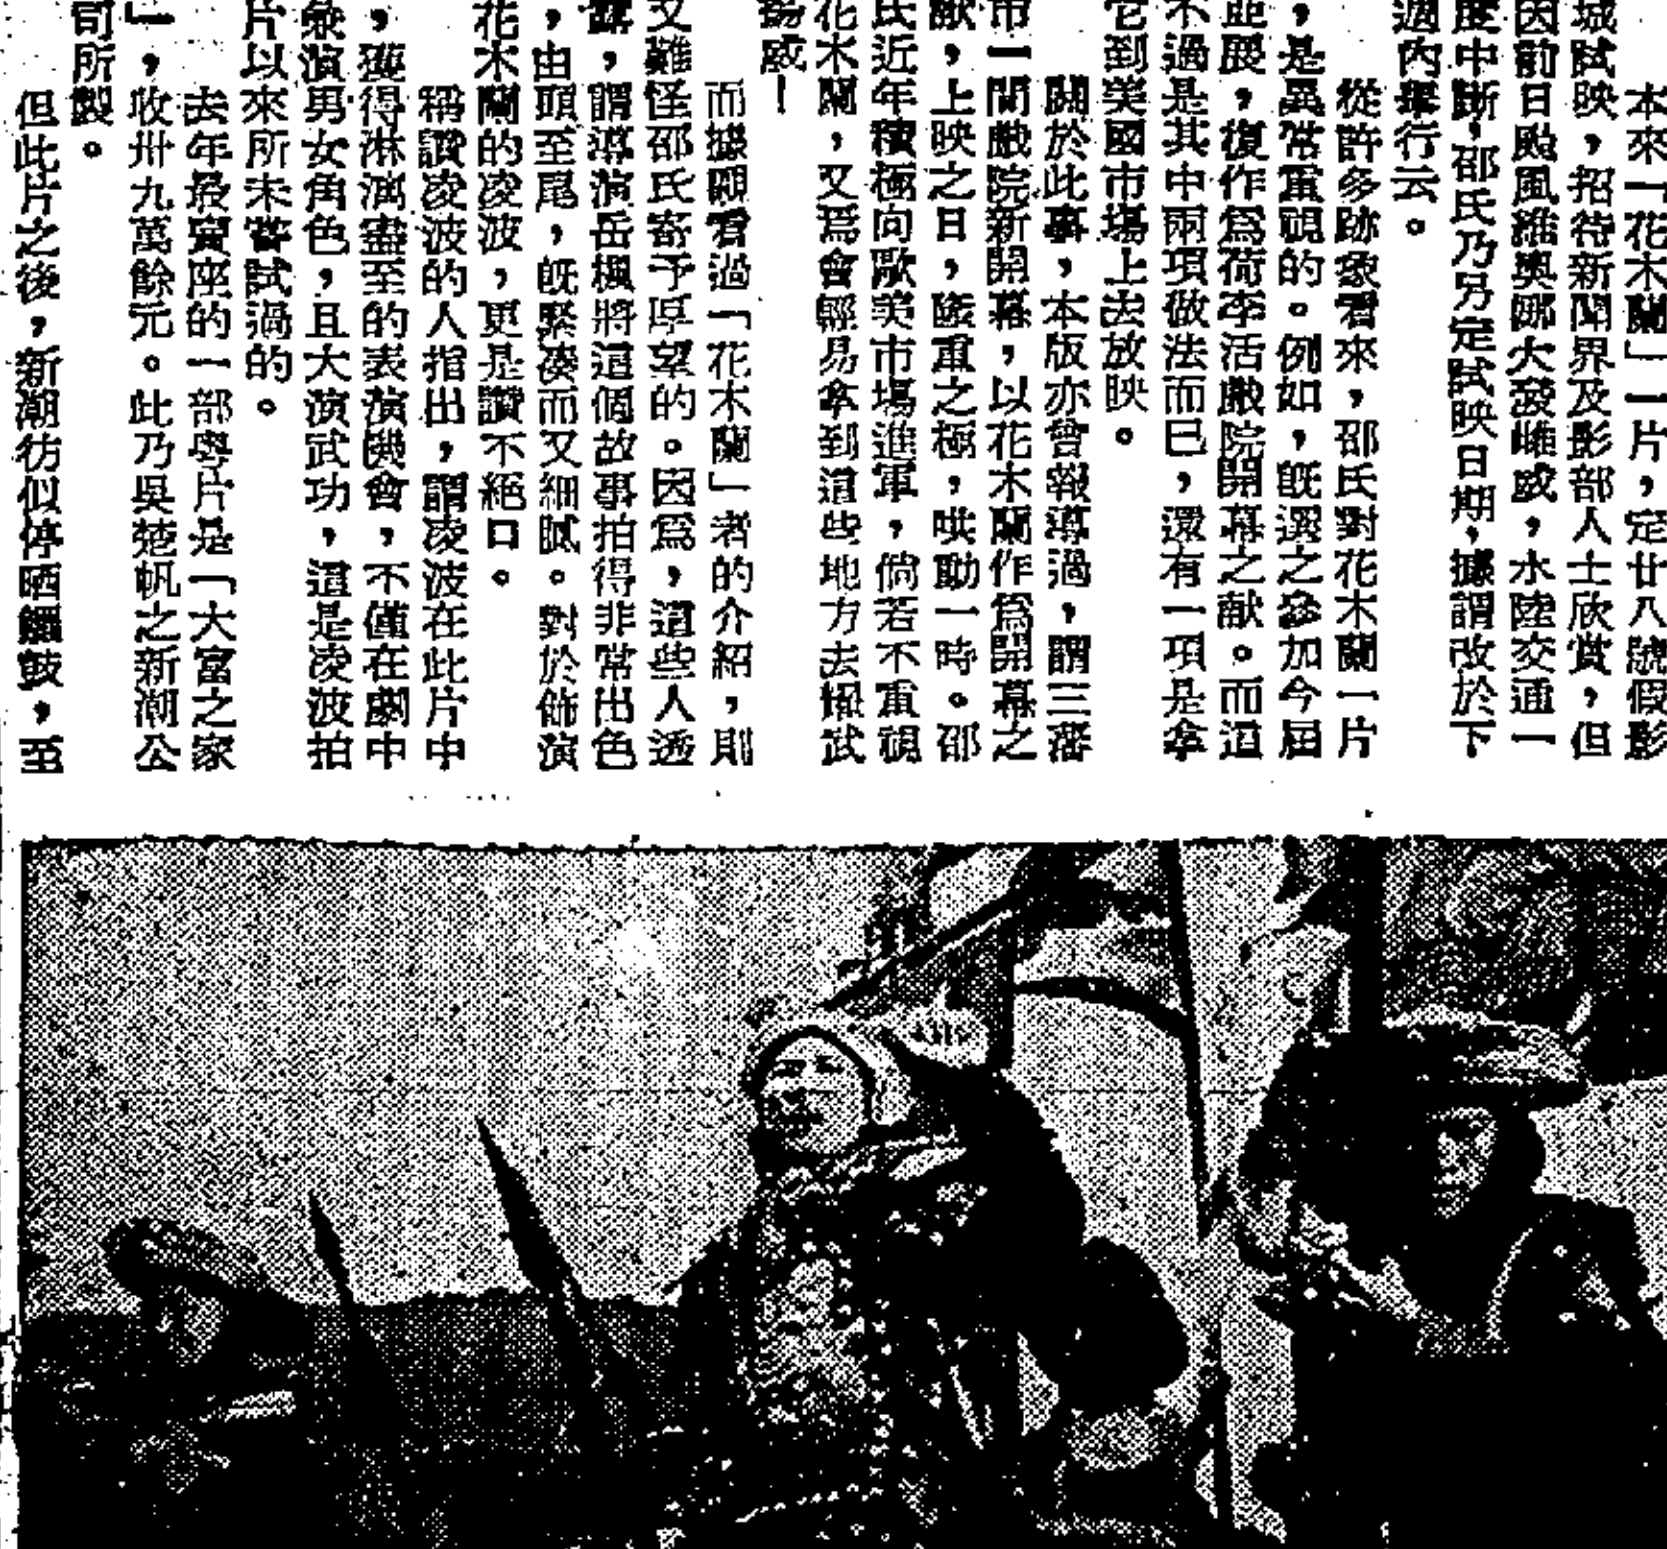 本來「花木蘭」一片，定廿八號假影
城試映，招待新聞界及影部人士欣賞，但
因前日颱風維奧娜大發雌威，水陸交通一
度中斷，邵氏乃另定試映日期，據謂改於下
週內舉行云。
從許多跡象看來，邵氏對花木蘭一片
，是異常重視的。例如，旣選之參加今屆
亞展，復作爲荷李活戲院開幕之献。而這
不過是其中兩項做法而已，還有一項是拿
它到美國市場上去放映。
關於此事，本版亦曾報導過，謂三藩
市一間戲院新開幕，以花木蘭作爲開幕之
献，上映之日，隆重之極，哄動一時。邵
氏近年積極向歐美市場進軍，倘若不重視
花木蘭，又爲會輕易拿到這些地方去揚武
揚威！
而據覩看過「花木蘭」者的介紹，則
又難怪邵氏寄予厚望的。因爲，這些人透
露，謂導演岳楓將這個故事拍得非常出色
，由頭至尾，旣緊湊而又細膩。對於飾演
花木蘭的凌波，更是讚不絕口。
稱讚凌波的人指出，謂凌波在此片中
，獲得淋漓盡至的表演機會，不僅在劇中
兼演男女角色，且大演武功，這是凌波拍
片以來所未嘗試過的。
去年最賣座的一部粤片是「大富之家
」，收卅九萬餘元。此乃吳楚帆之新潮公
司所製。
但此片之後，新潮彷似停晒鑼鼓，至